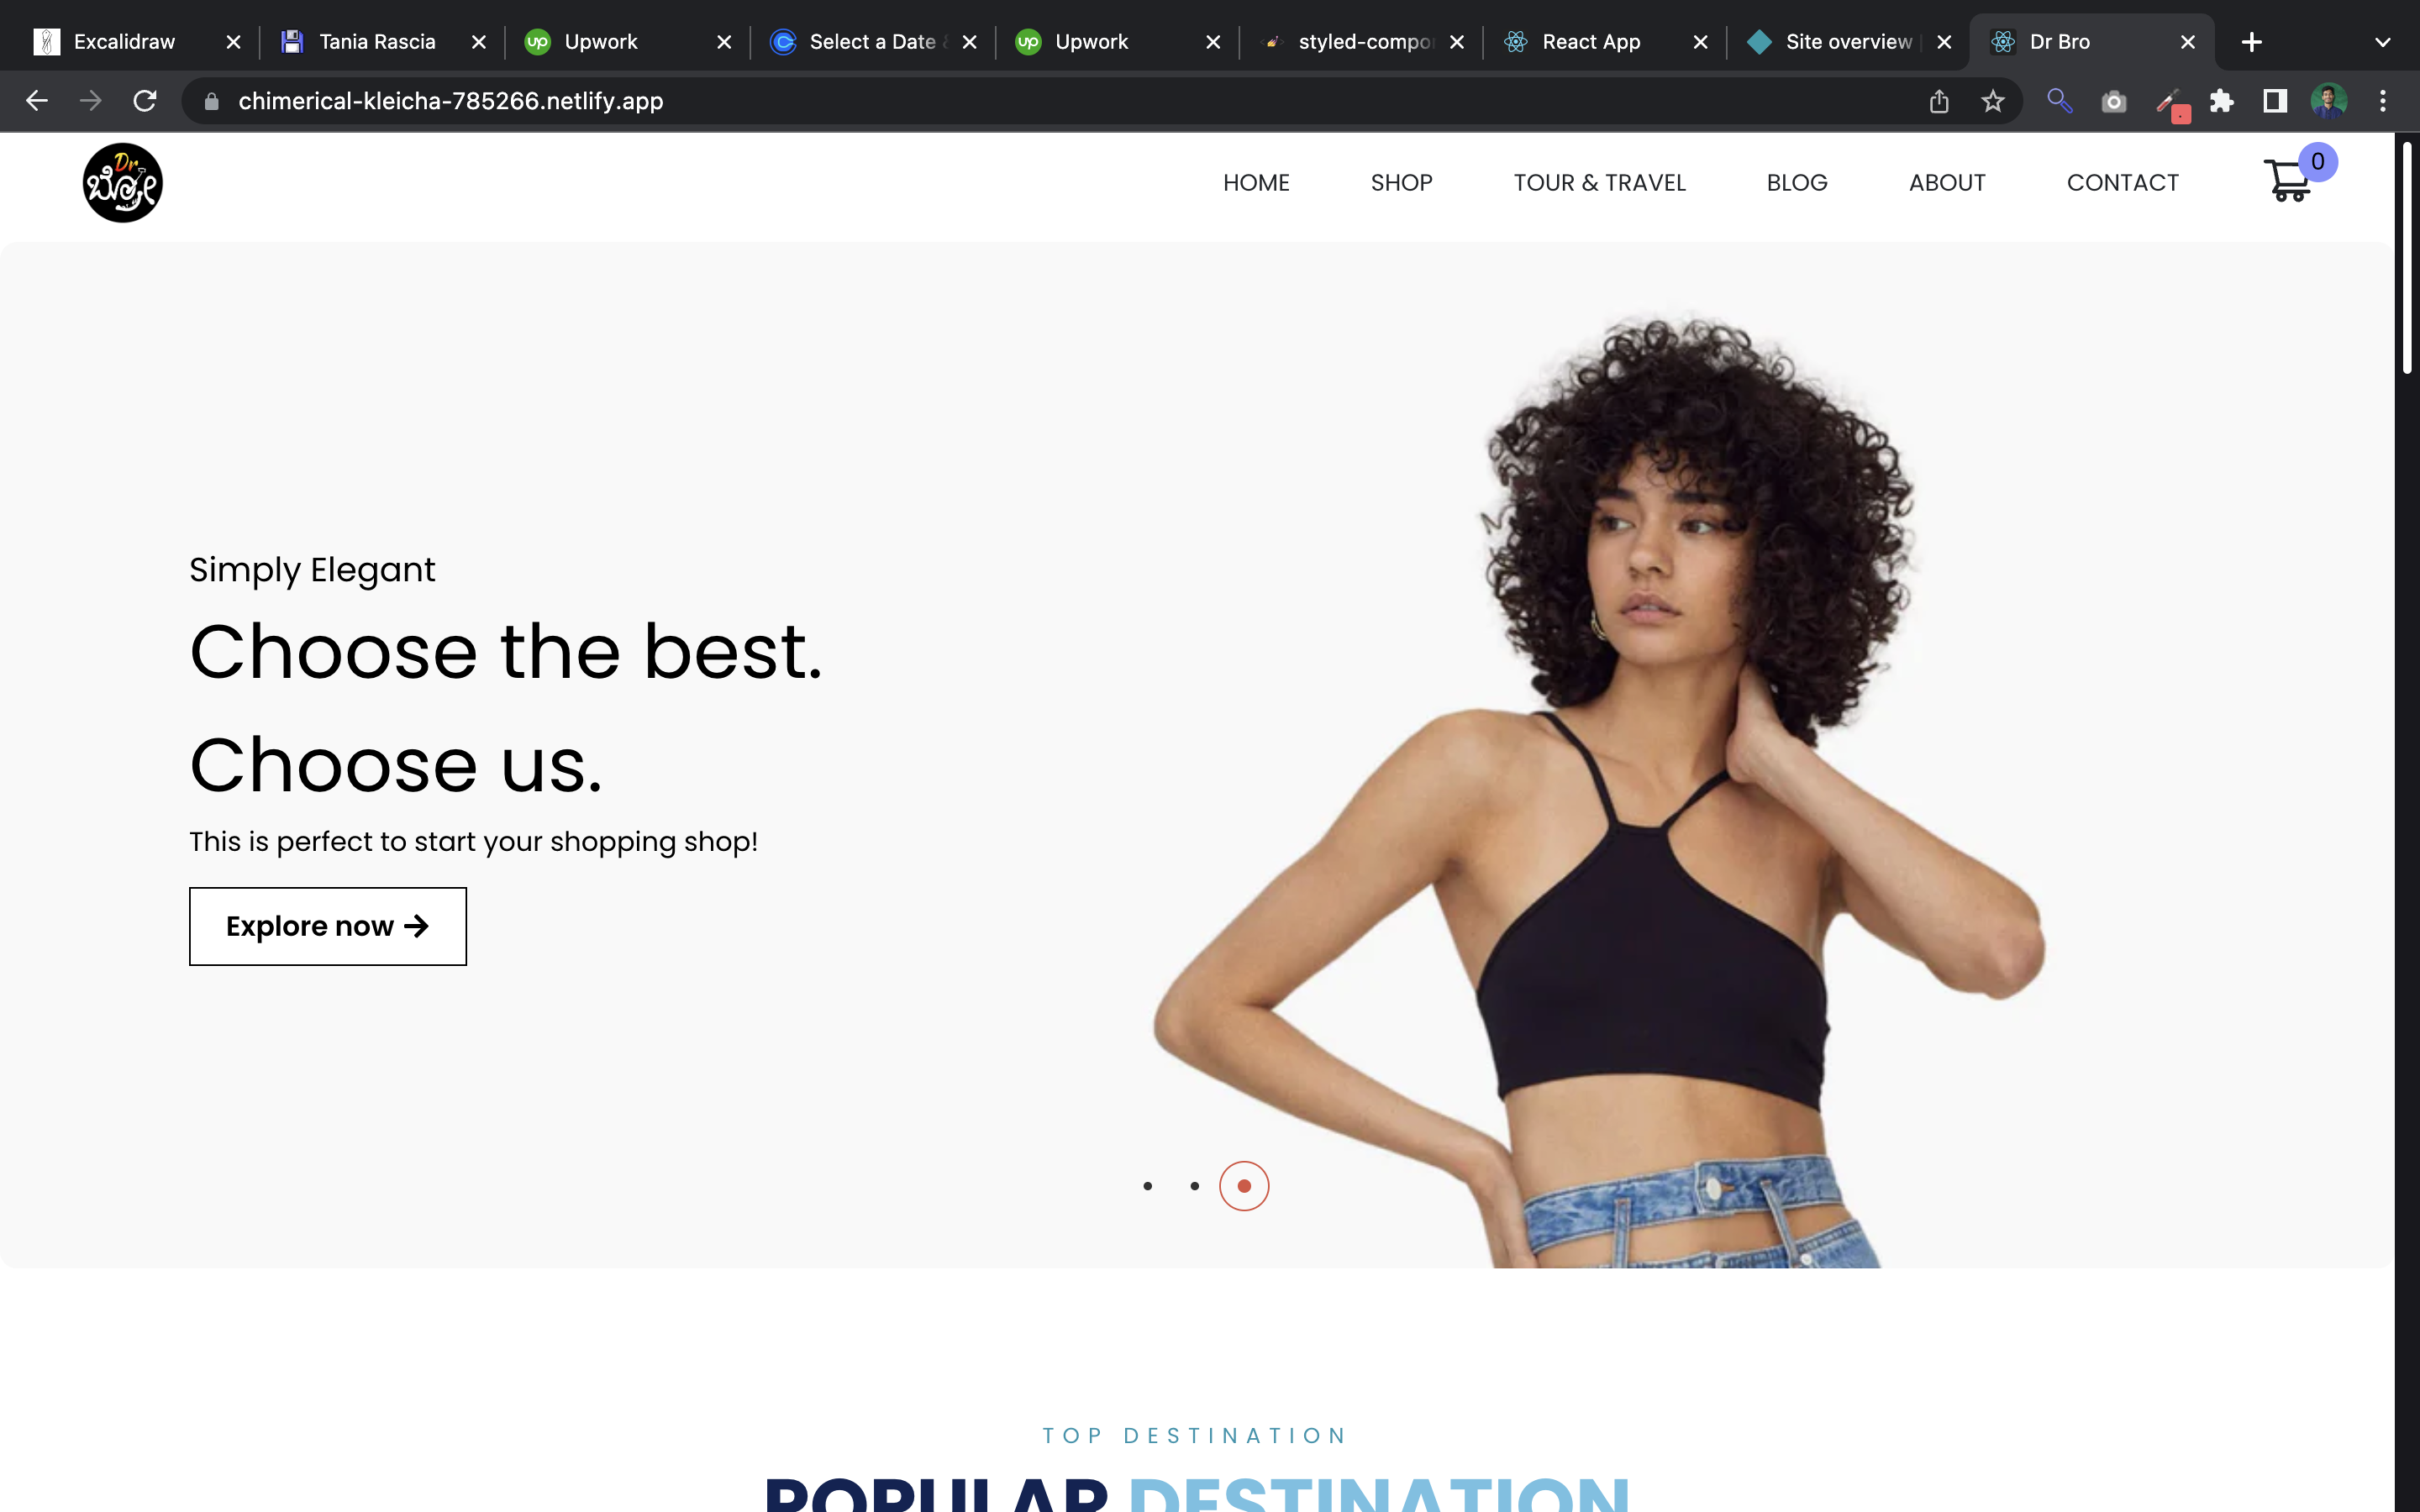 Excalidraw
Tania Rascia
Upwork
Select a Date
Upwork
styled-compo
React App
Site overview
Dr Bro
chimerical-kleicha-785266.netlify.app
Dr
ಬ್ರೋ
HOME SHOP TOUR & TRAVEL BLOG ABOUT CONTACT 0
Simply Elegant
Choose the best.
Choose us.
This is perfect to start your shopping shop!
Explore now
TOP DESTINATION
POPULAR DESTINATION